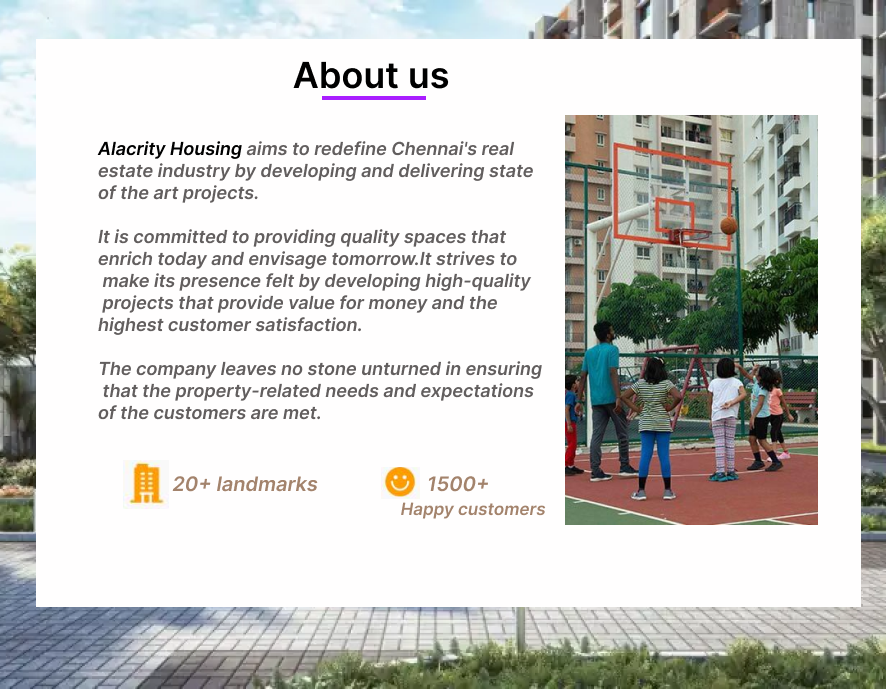 About us
Alacrity Housing aims to redefine Chennai's real
estate industry by developing and delivering state
of the art projects.
It is committed to providing quality spaces that
enrich today and envisage tomorrow.It strives to
make its presence felt by developing high-quality
projects that provide value for money and the
highest customer satisfaction.
The company leaves no stone unturned in ensuring
that the property-related needs and expectations
of the customers are met.
20+ landmarks
1500+
Happy customers